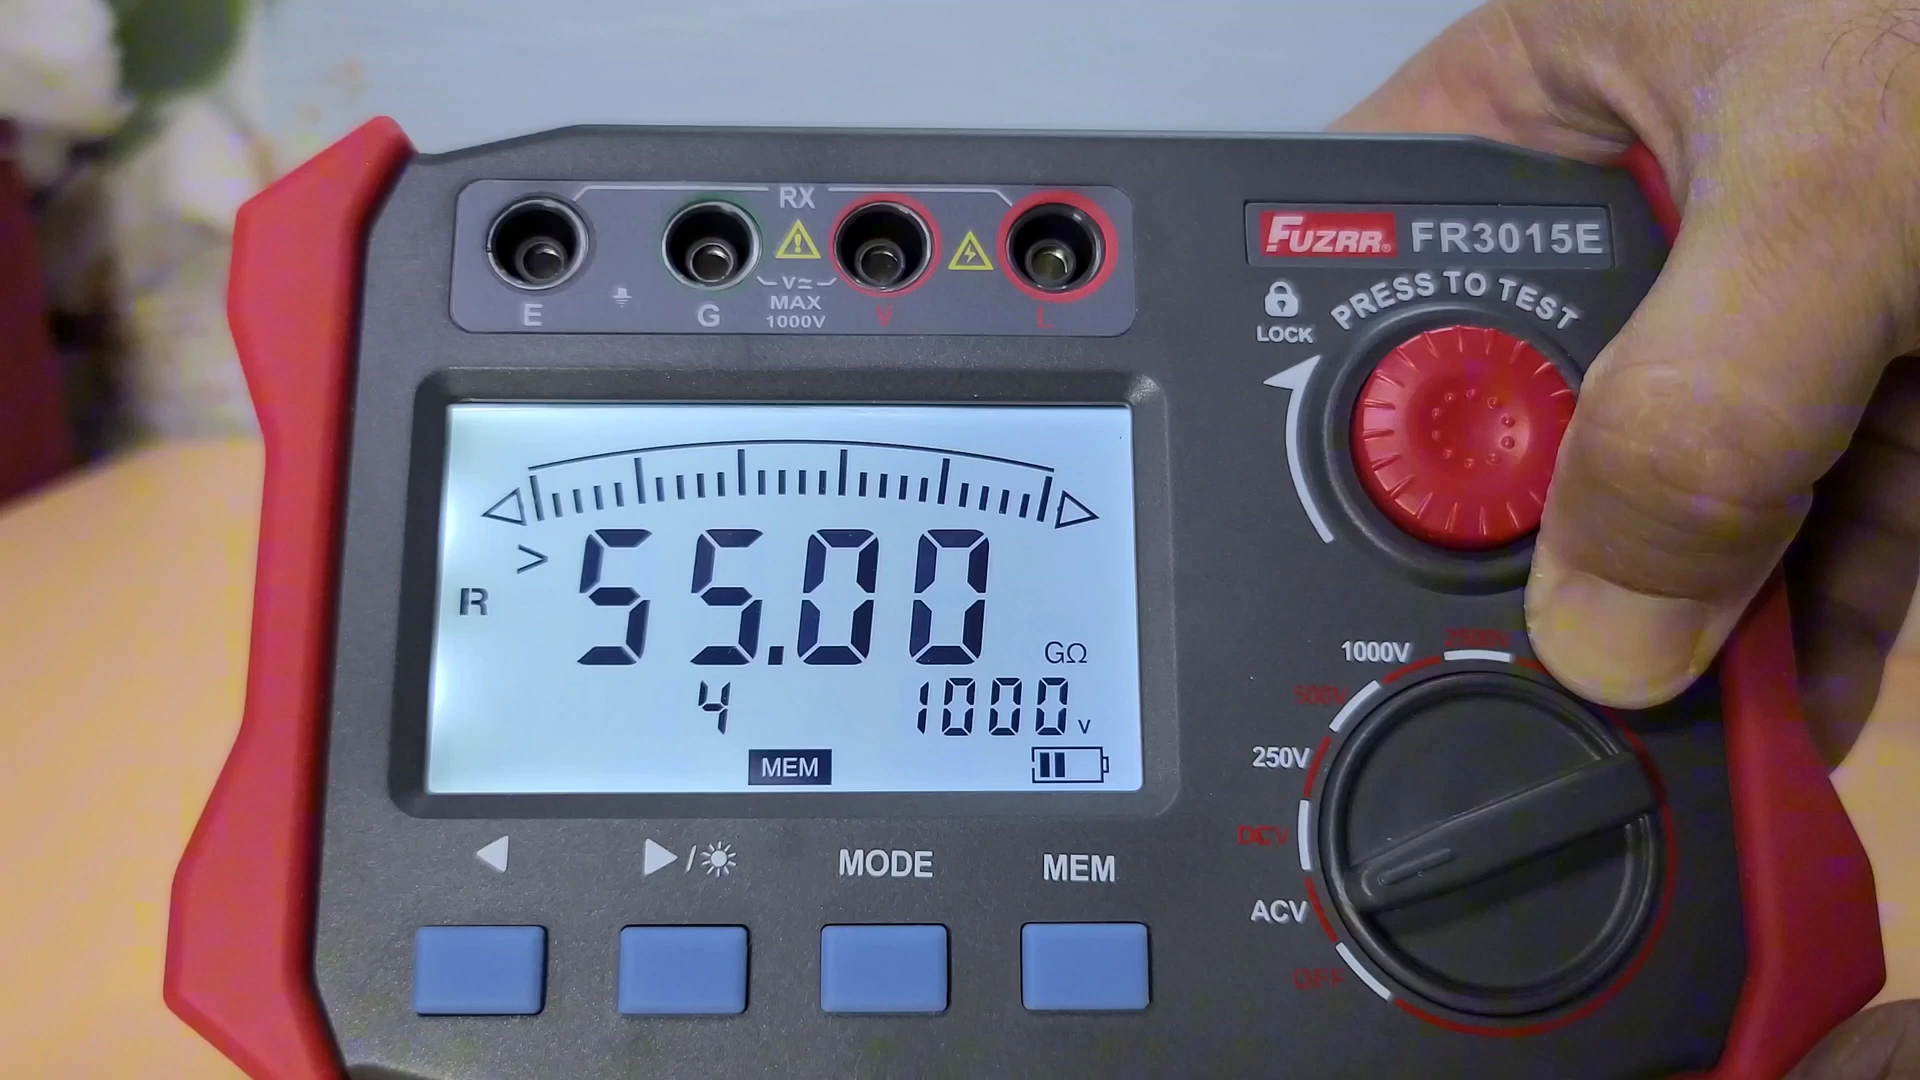 RX
E
G
V≂
MAX
1000V
V
L
FUZRR® FR3015E
PRESS TO TEST
LOCK
> 55.00
R
GΩ
4
1000 v
MEM
/
MODE
MEM
2500V
1000V
500V
250V
DCV
ACV
OFF